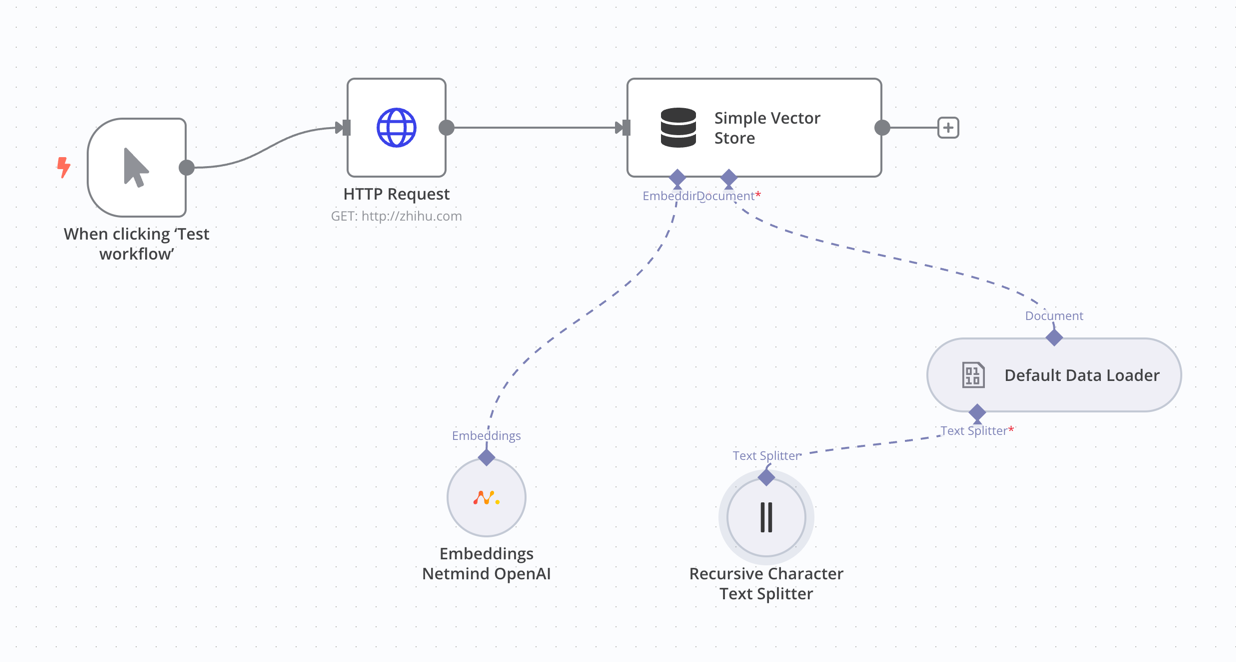 Simple Vector
Store
HTTP Request
GET: http://zhihu.com
When clicking ‘Test
workflow’
Document*
Document
Default Data Loader
Text Splitter*
Embeddings
Text Splitter
Embeddings
Netmind OpenAI
Recursive Character
Text Splitter